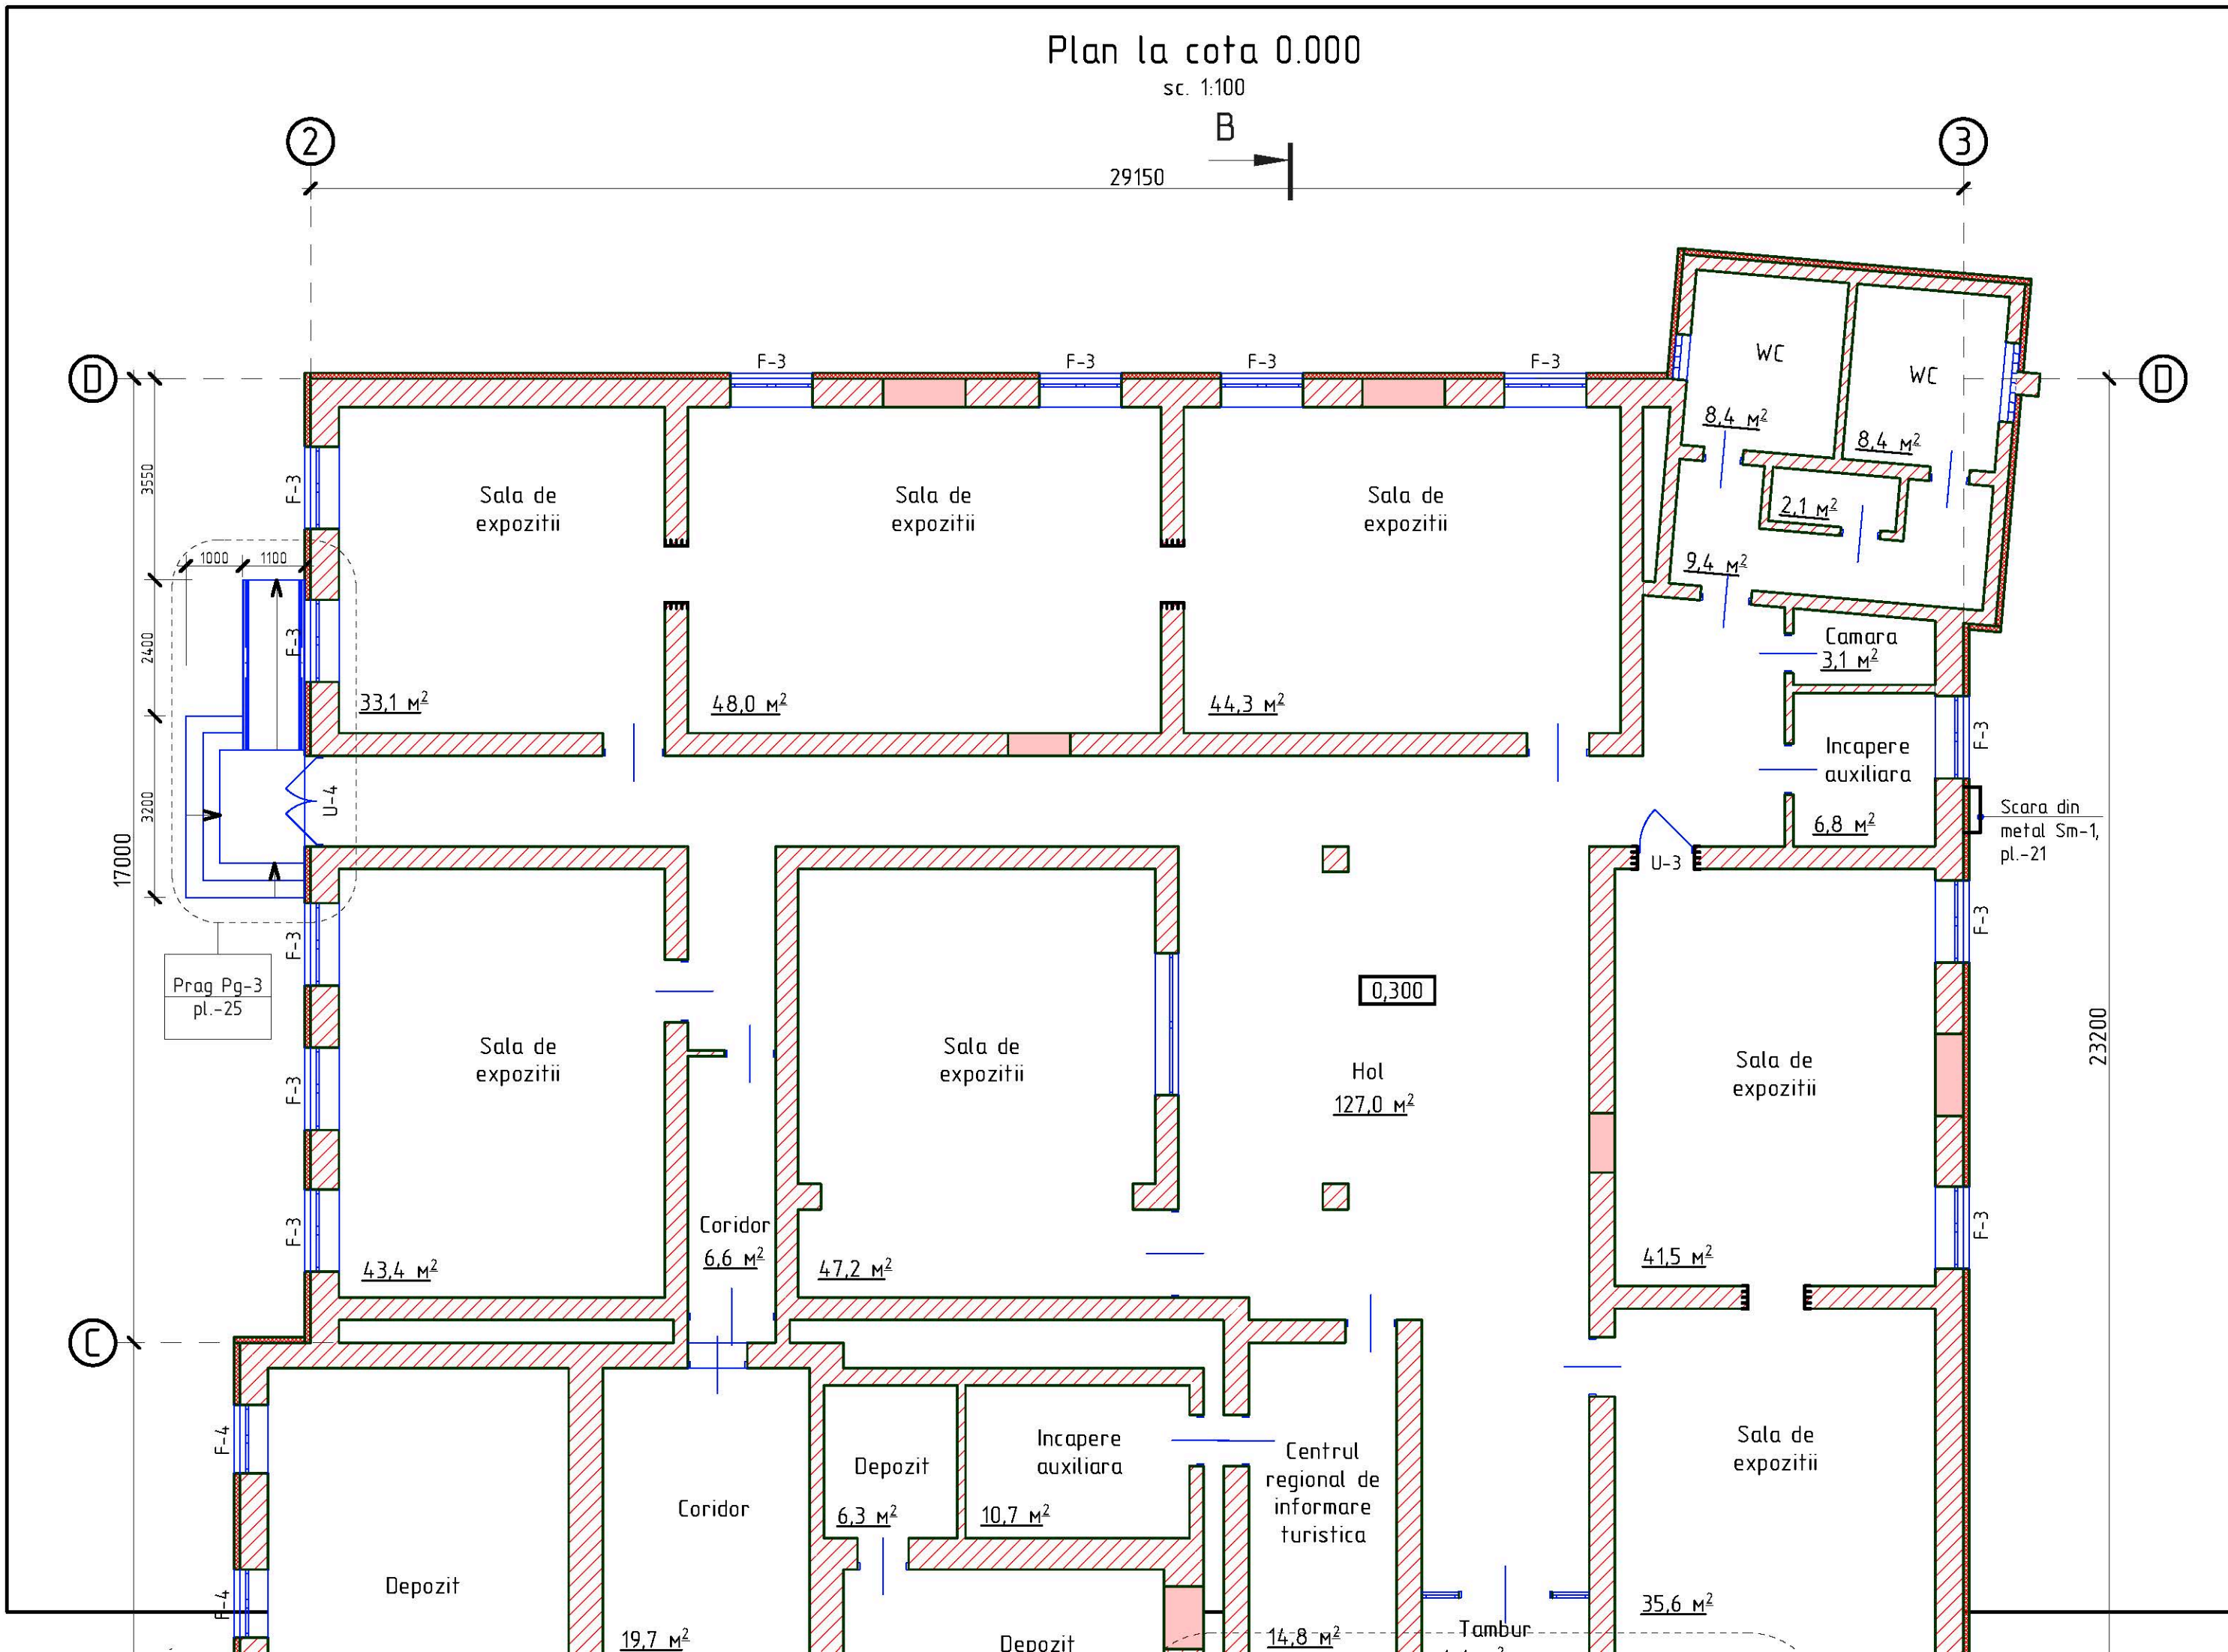 Plan la cota 0.000
sc. 1:100
B
2
3
29150
D
D
F-3
F-3
F-3
F-3
WC
WC
8,4 м²
8,4 м²
2,1 м²
9,4 м²
3550
F-3
Sala de
expozitii
Sala de
expozitii
Sala de
expozitii
1000
1100
2400
F-3
Camara
3,1 м²
33,1 м²
48,0 м²
44,3 м²
Incapere
auxiliara
F-3
6,8 м²
3200
U-4
17000
Scara din
metal Sm-1,
pl.-21
U-3
F-3
F-3
Prag Pg-3
pl.-25
0,300
23200
Sala de
expozitii
Sala de
expozitii
Hol
127,0 м²
Sala de
expozitii
F-3
F-3
F-3
Coridor
6,6 м²
43,4 м²
47,2 м²
41,5 м²
C
F-4
Incapere
auxiliara
Depozit
Centrul
regional de
informare
turistica
Sala de
expozitii
Coridor
6,3 м²
10,7 м²
Depozit
F-4
35,6 м²
19,7 м²
Depozit
14,8 м²
Tambur